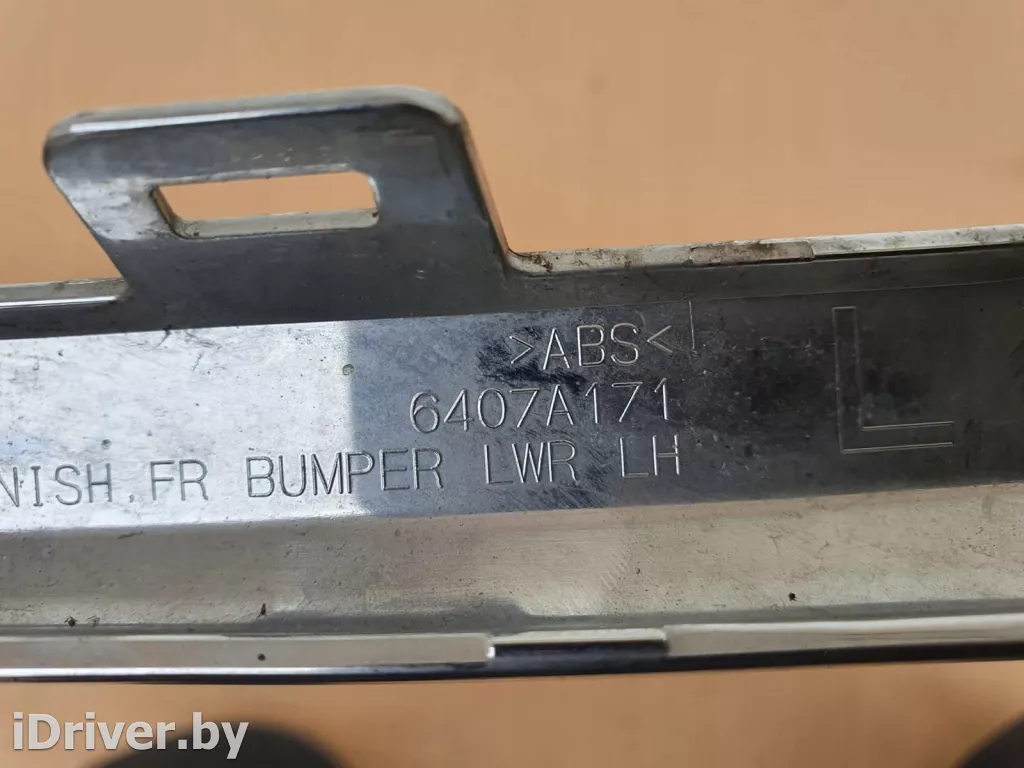 >ABS<
6407A171
NISH,FR BUMPER LWR LH
L
iDriver.by